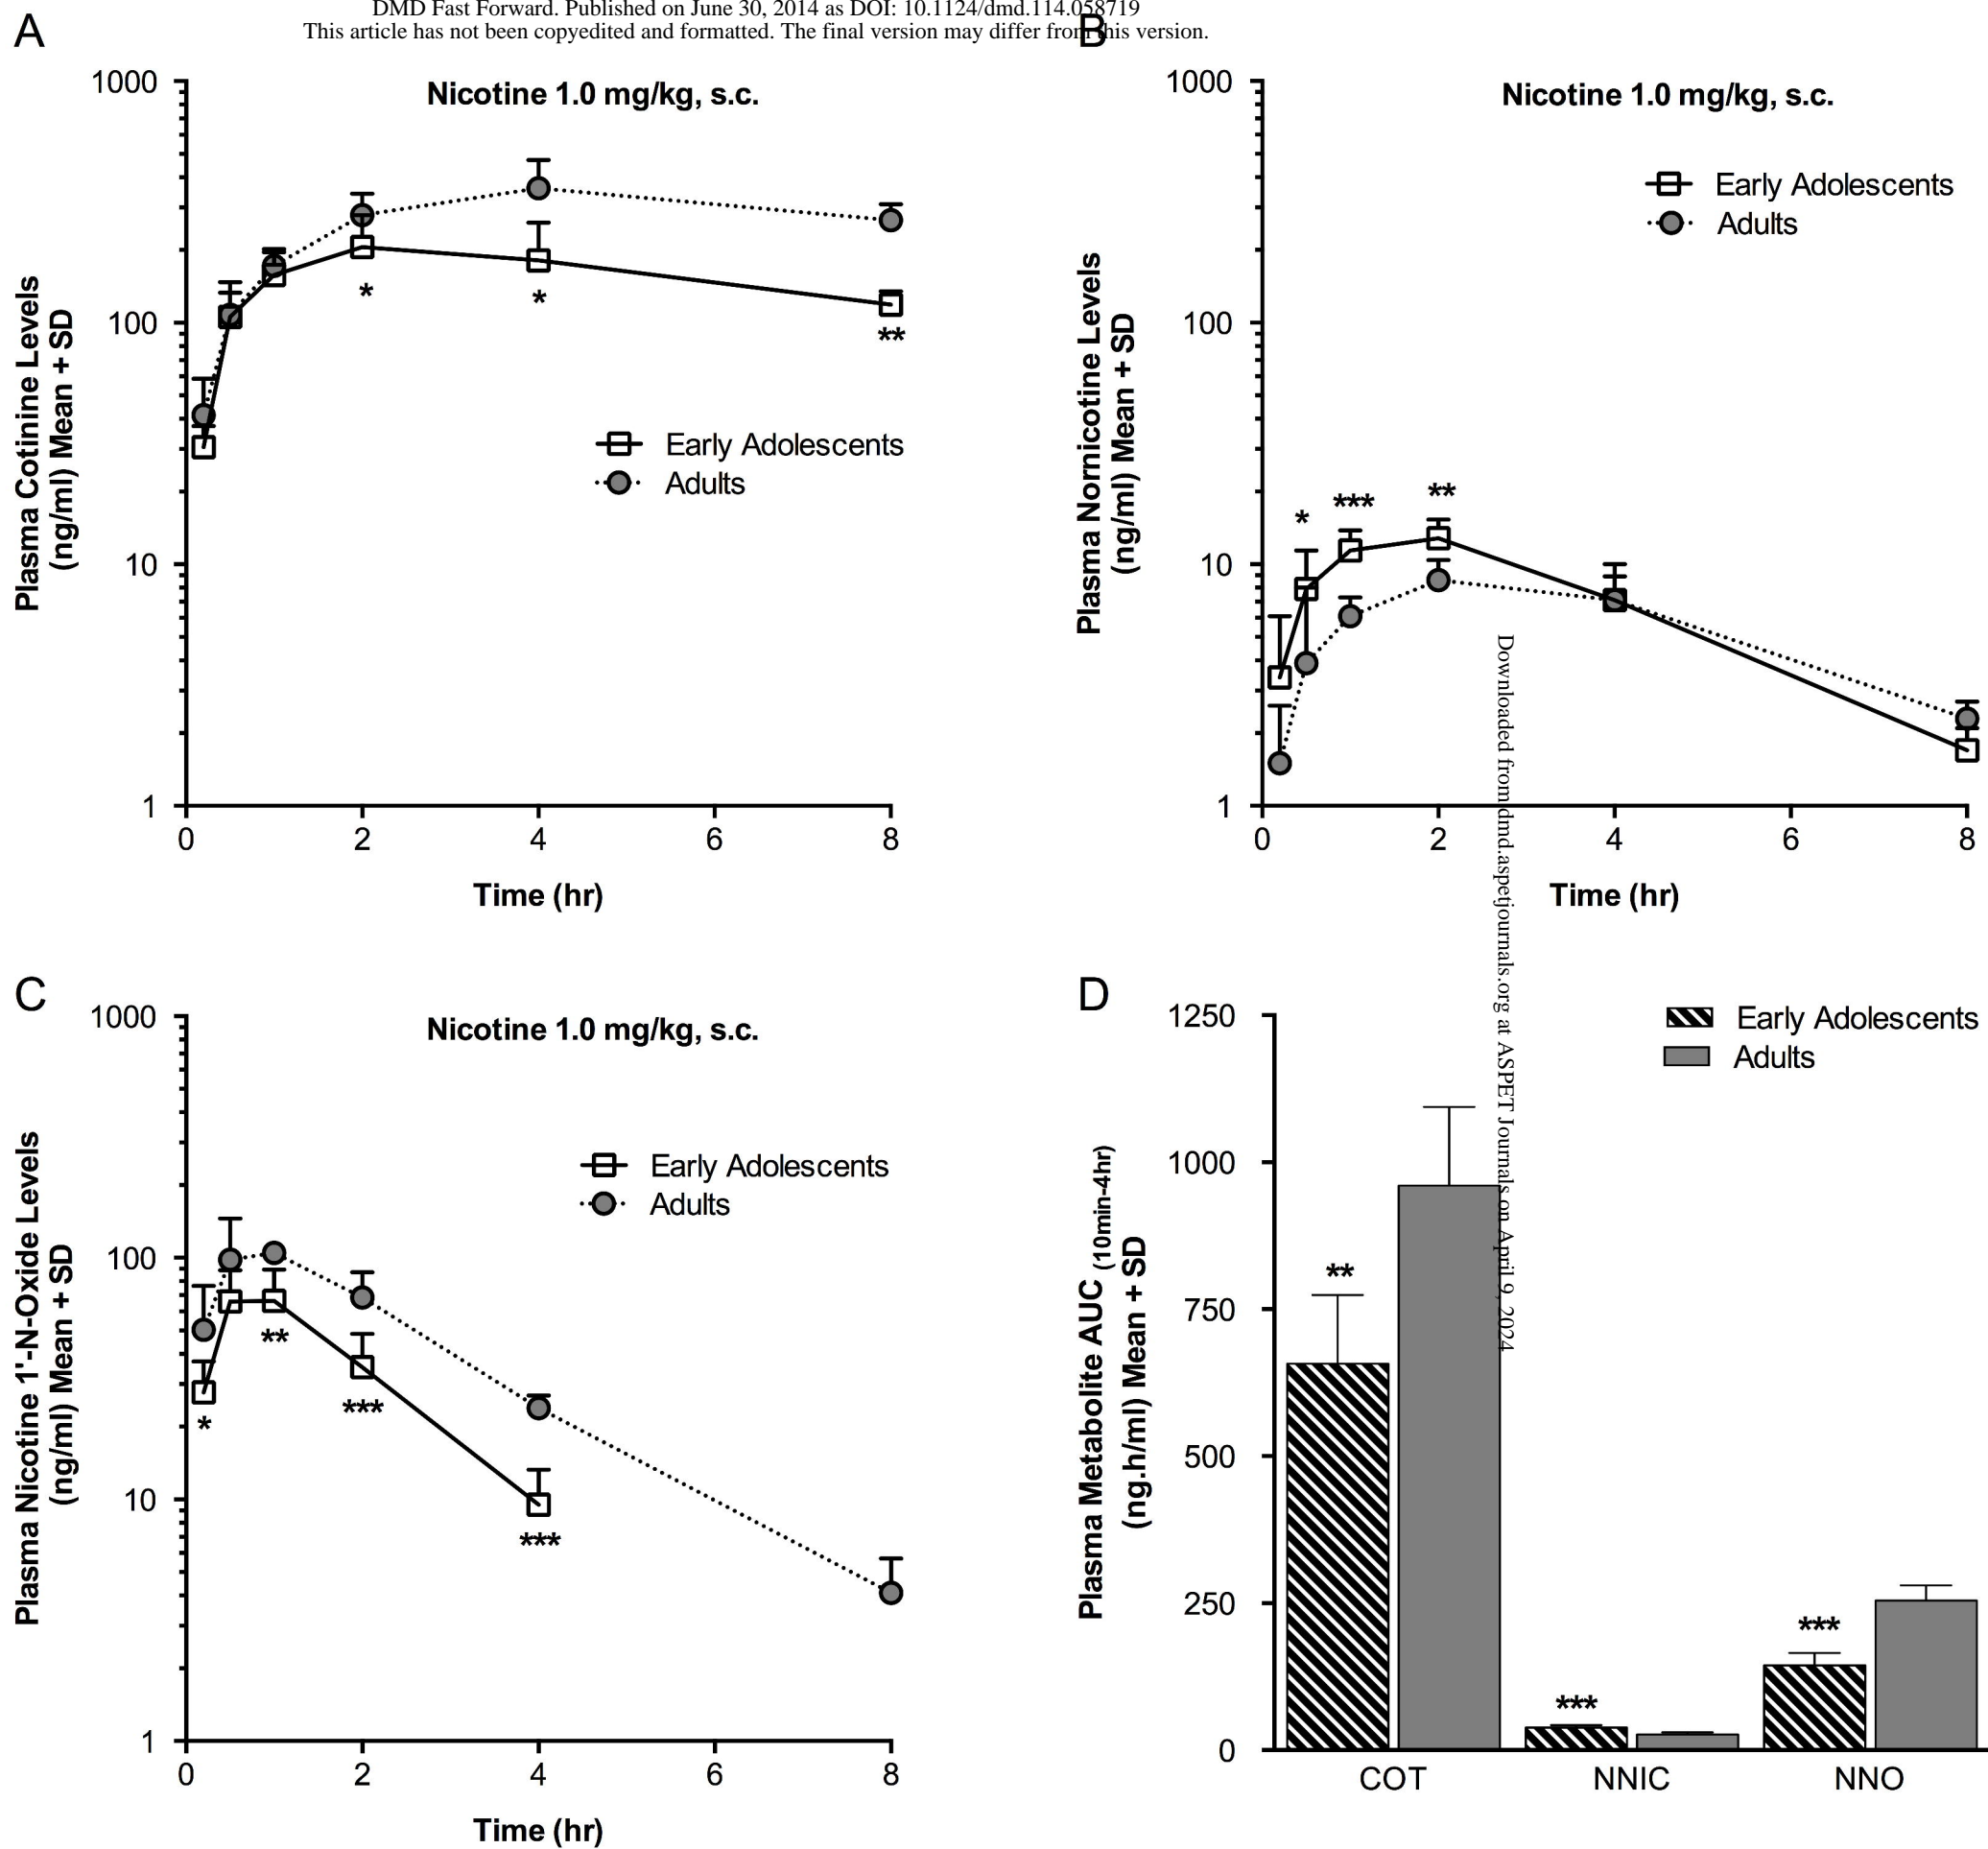 DMD Fast Forward. Published on June 30, 2014 as DOI: 10.1124/dmd.114.058719
This article has not been copyedited and formatted. The final version may differ from this version.
A
Nicotine 1.0 mg/kg, s.c.
Plasma Cotinine Levels
(ng/ml) Mean + SD
1000
100
10
1
Early Adolescents
Adults
*
*
**
0 2 4 6 8
Time (hr)
B
Nicotine 1.0 mg/kg, s.c.
Plasma Nornicotine Levels
(ng/ml) Mean + SD
1000
100
10
1
Early Adolescents
Adults
*
***
**
0 2 4 6 8
Time (hr)
C
Nicotine 1.0 mg/kg, s.c.
Plasma Nicotine 1'-N-Oxide Levels
(ng/ml) Mean + SD
1000
100
10
1
Early Adolescents
Adults
*
**
***
***
0 2 4 6 8
Time (hr)
D
Plasma Metabolite AUC (10min-4hr)
(ng.h/ml) Mean + SD
1250
1000
750
500
250
0
Early Adolescents
Adults
**
***
***
COT NNIC NNO
Downloaded from dmd.aspetjournals.org at ASPET Journals on April 9, 2024